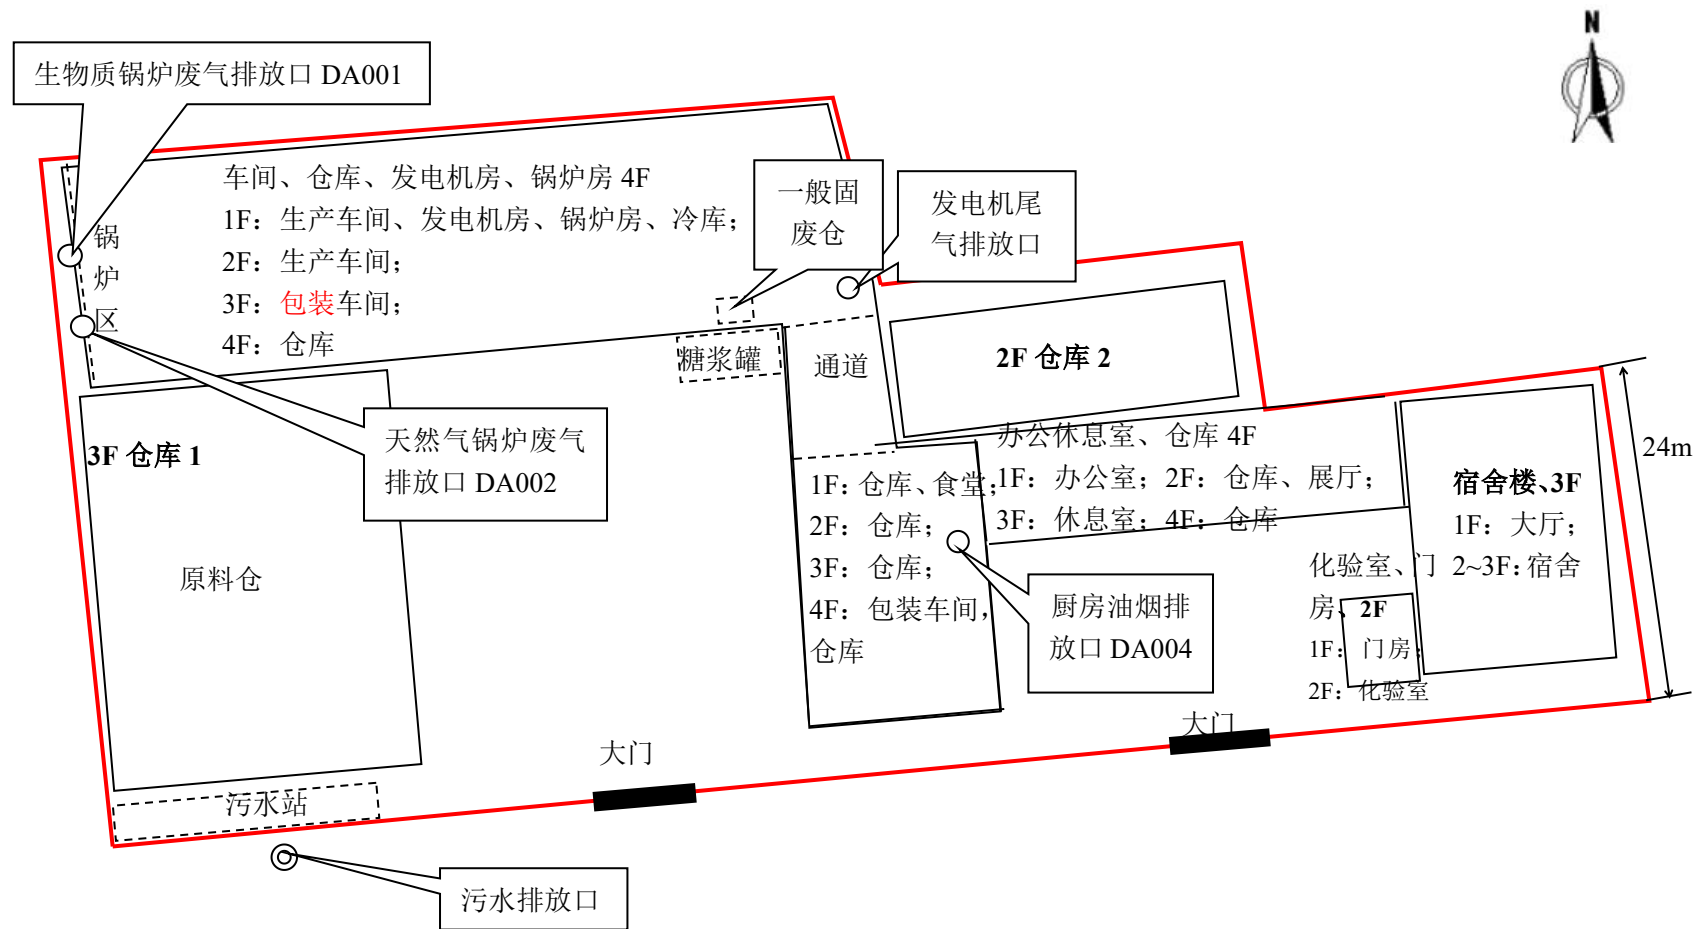 N
生物质锅炉废气排放口 DA001
车间、仓库、发电机房、锅炉房 4F
1F：生产车间、发电机房、锅炉房、冷库；
2F：生产车间；
3F：包装车间；
4F：仓库
锅
炉
区
一般固
废仓
发电机尾
气排放口
糖浆罐
通道
2F 仓库 2
3F 仓库 1
原料仓
天然气锅炉废气
排放口 DA002
1F：仓库、食堂；
2F：仓库；
3F：仓库；
4F：包装车间，
仓库
办公休息室、仓库 4F
1F：办公室；2F：仓库、展厅；
3F：休息室；4F：仓库
宿舍楼、3F
1F：大厅；
2~3F：宿舍
24m
化验室、门
房、2F
1F：门房；
2F：化验室
厨房油烟排
放口 DA004
大门
大门
污水站
污水排放口